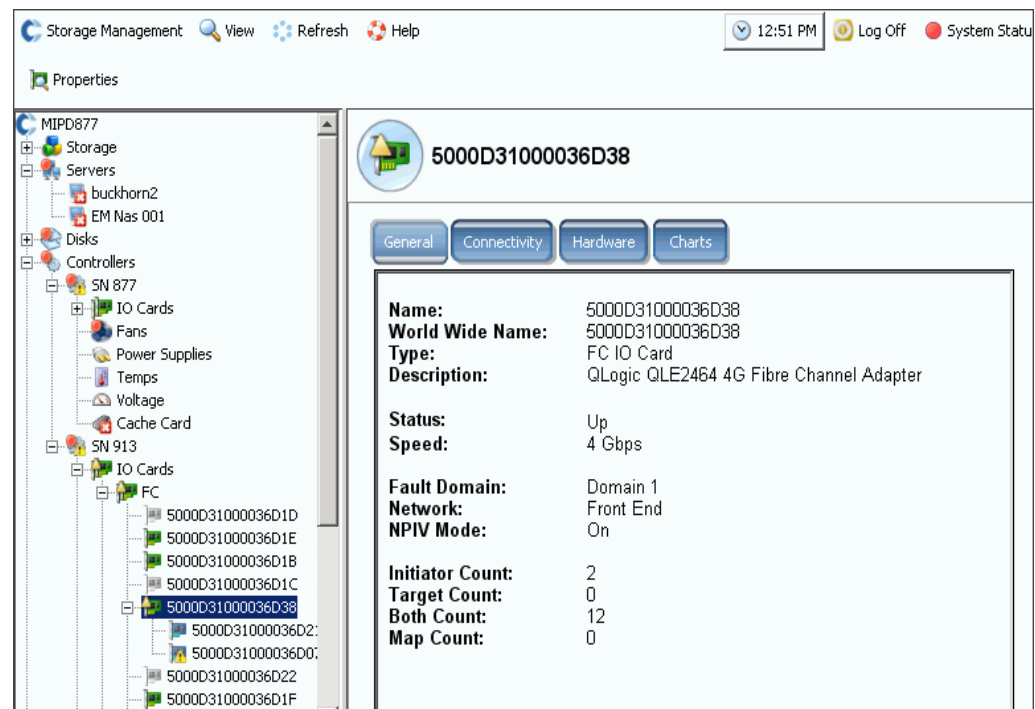 Storage Management View Refresh Help 12:51 PM Log Off System Statu
Properties
MIPD877
Storage
Servers
buckhorn2
EM Nas 001
Disks
Controllers
SN 877
IO Cards
Fans
Power Supplies
Temps
Voltage
Cache Card
SN 913
IO Cards
FC
5000D31000036D1D
5000D31000036D1E
5000D31000036D1B
5000D31000036D1C
5000D31000036D38
5000D31000036D2
5000D31000036D07
5000D31000036D22
5000D31000036D1F
5000D31000036D38
General Connectivity Hardware Charts
Name: 5000D31000036D38
World Wide Name: 5000D31000036D38
Type: FC IO Card
Description: QLogic QLE2464 4G Fibre Channel Adapter
Status: Up
Speed: 4 Gbps
Fault Domain: Domain 1
Network: Front End
NPIV Mode: On
Initiator Count: 2
Target Count: 0
Both Count: 12
Map Count: 0